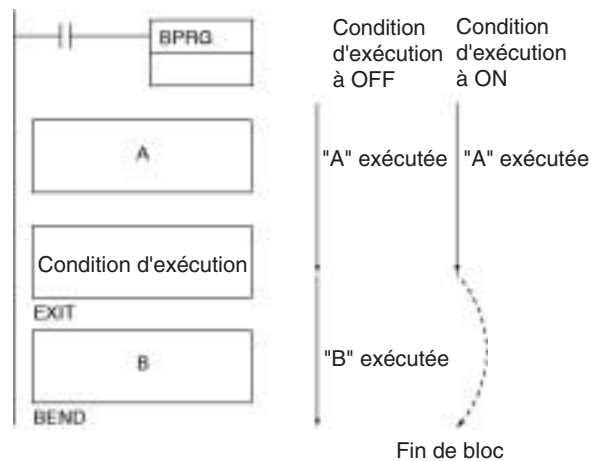 BPRG
Condition
d'exécution
à OFF
Condition
d'exécution
à ON
A
"A" exécutée
"A" exécutée
Condition d'exécution
EXIT
B
"B" exécutée
BEND
Fin de bloc